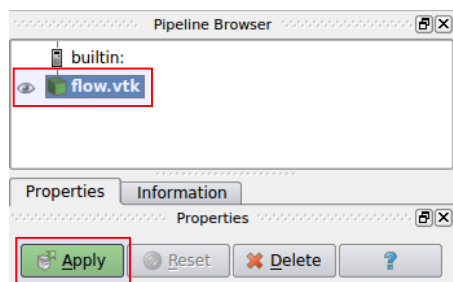 Pipeline Browser
builtin:
flow.vtk
Properties Information
Properties
Apply Reset Delete ?